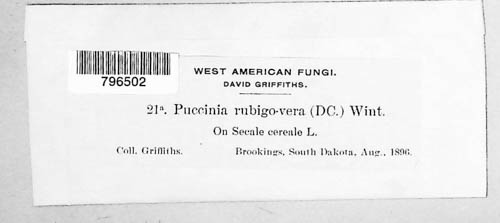 796502
WEST AMERICAN FUNGI.
DAVID GRIFFITHS.
21a. Puccinia rubigo-vera (DC.) Wint.
On Secale cereale L.
Coll. Griffiths. Brookings, South Dakota, Aug., 1896.